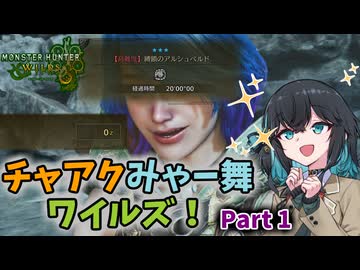 MONSTER HUNTER
WILDS
★★★
【高難度】鎖鎖のアルシュベルド
経過時間 20'00"00
0z
チャアクみゃー舞
ワイルズ!
Part 1